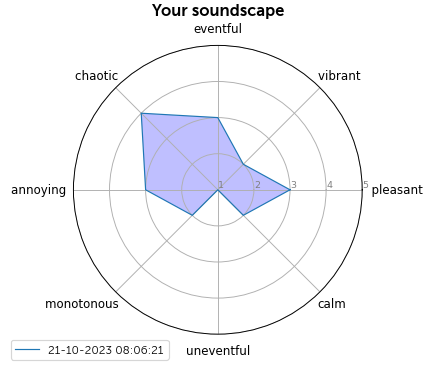 Your soundscape
eventful
chaotic
vibrant
annoying
1
2
3
4
5
pleasant
monotonous
calm
uneventful
21-10-2023 08:06:21